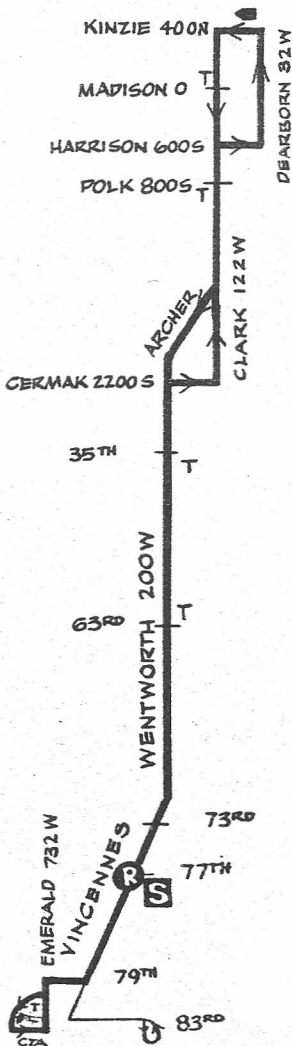 KINZIE 400N
T
MADISON 0
DEARBORN 32W
HARRISON 600S
POLK 800S
T
ARCHER
CLARK 122W
CERMAK 2200S
35TH
T
WENTWORTH 200W
63RD
T
73RD
VINCENNES
EMERALD 732W
77TH
R
S
79TH
T
83RD
CTA